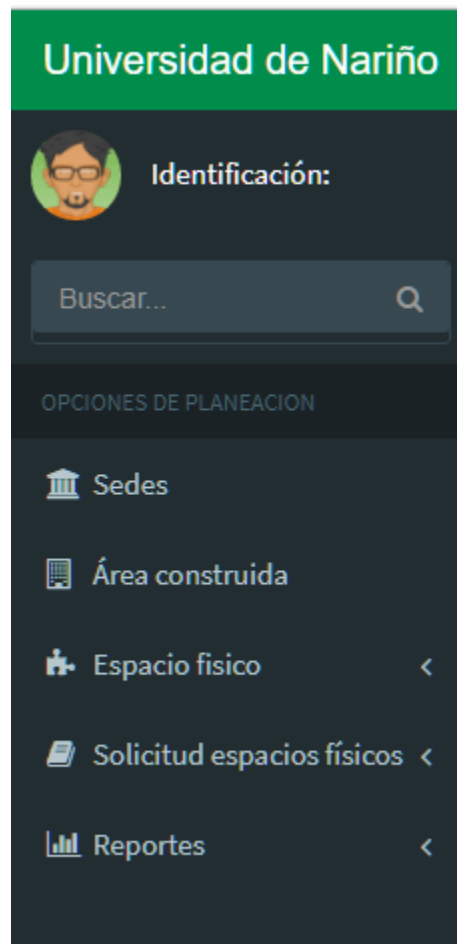 Universidad de Nariño
Identificación:
Buscar...
OPCIONES DE PLANEACION
Sedes
Área construida
Espacio fisico
Solicitud espacios físicos
Reportes